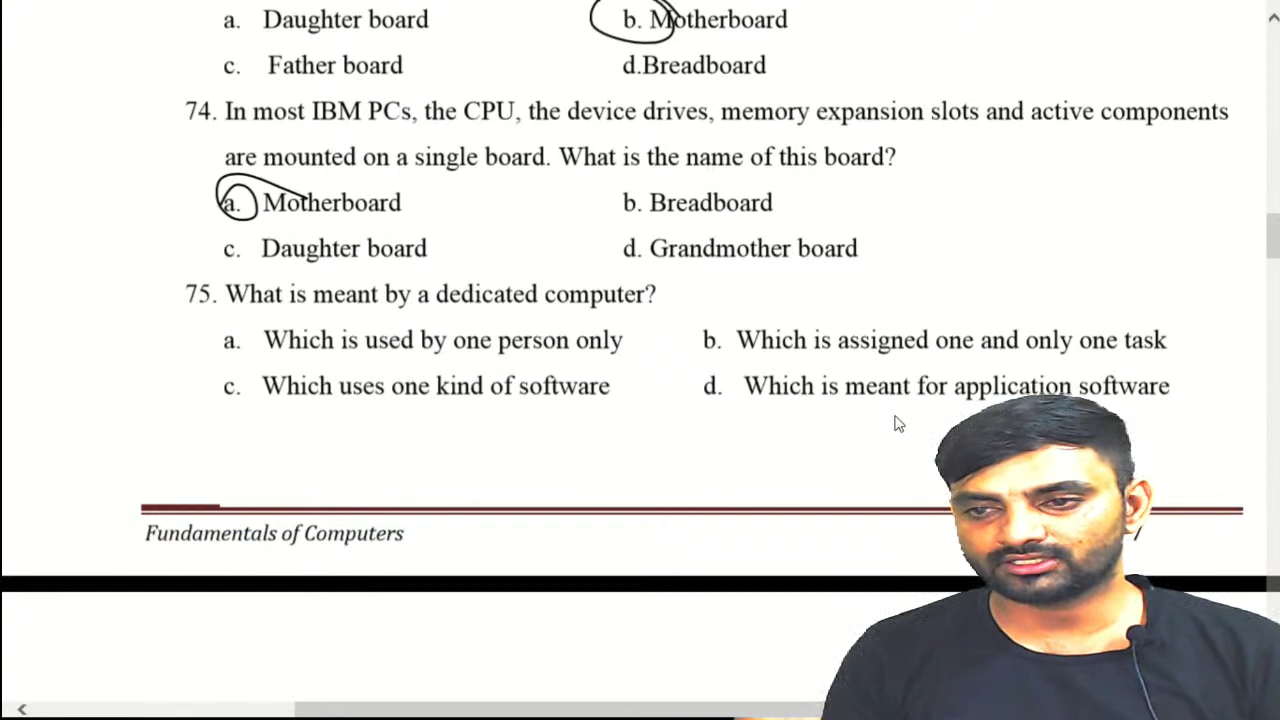 a. Daughter board b. Motherboard
c. Father board d.Breadboard
74. In most IBM PCs, the CPU, the device drives, memory expansion slots and active components
are mounted on a single board. What is the name of this board?
a. Motherboard b. Breadboard
c. Daughter board d. Grandmother board
75. What is meant by a dedicated computer?
a. Which is used by one person only b. Which is assigned one and only one task
c. Which uses one kind of software d. Which is meant for application software
Fundamentals of Computers